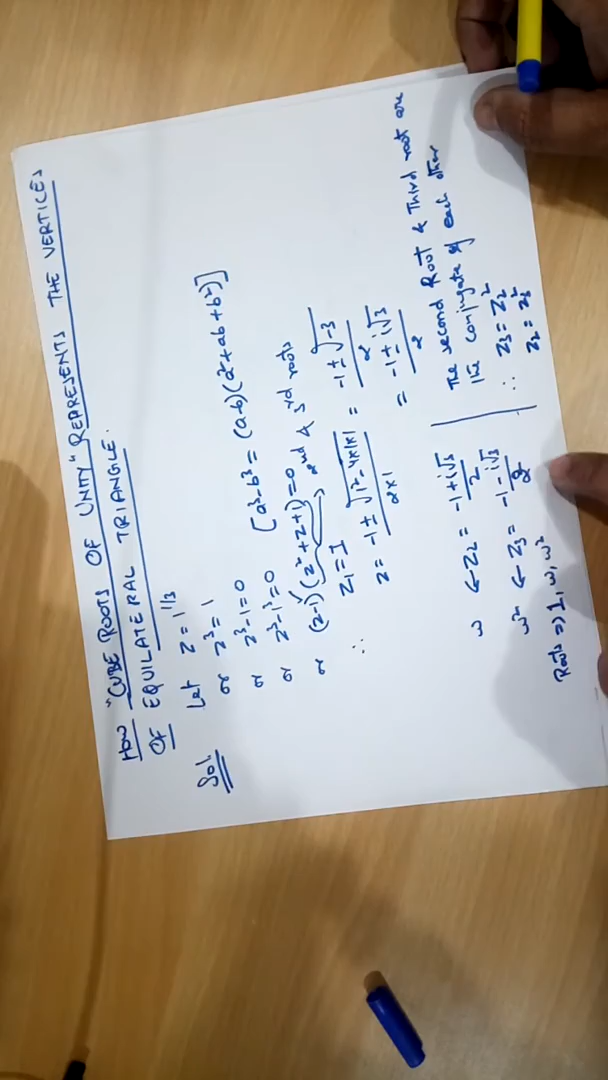 How "CUBE ROOTS OF UNITY" REPRESENTS THE VERTICES
OF EQUILATERAL TRIANGLE.
Sol. Let z = 1^{1/3}
or z³ = 1
or z³-1=0
or z³-1³=0 [a³-b³ = (a-b)(a²+ab+b²)]
or (z-1)(z²+z+1)=0
2nd & 3rd roots
∴ z₁ = 1
z = -1 ± √1²-4×1×1 / 2×1 = -1 ± √-3 / 2
= -1 ± i√3 / 2
ω ← z₂ = -1+i√3 / 2
ω² ← z₃ = -1-i√3 / 2
Roots ⇒ 1, ω, ω²
The second Root & Third root are
the conjugate of each other
∴ z₃ = z₂²
z₂ = z₃²